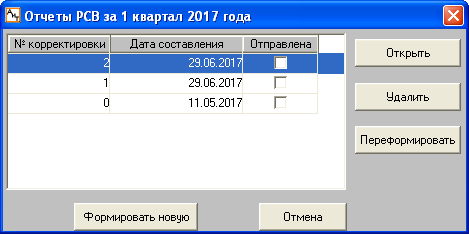 Отчеты РСВ за 1 квартал 2017 года
№ корректировки Дата составления Отправлена
2 29.06.2017
1 29.06.2017
0 11.05.2017
Открыть
Удалить
Переформировать
Формировать новую Отмена